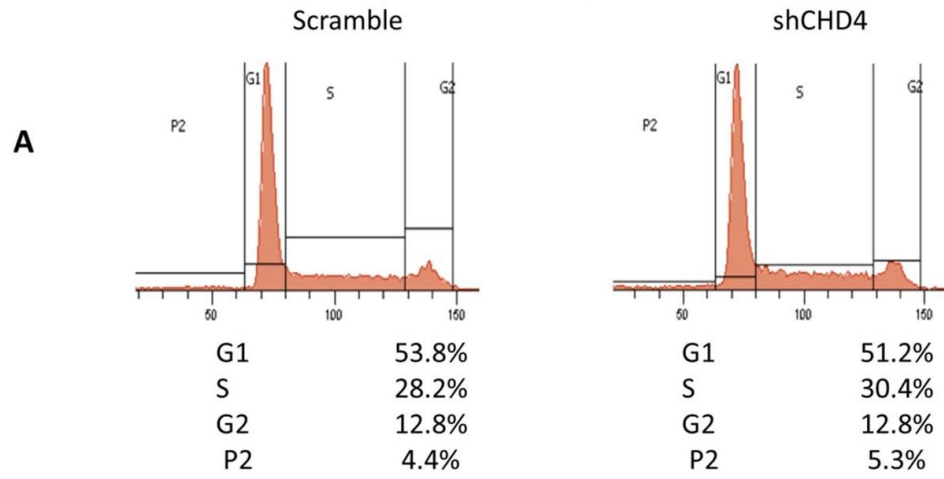 Scramble
shCHD4
A
P2
G1
S
G2
50
100
150
P2
G1
S
G2
50
100
150
G1 53.8%
S 28.2%
G2 12.8%
P2 4.4%
G1 51.2%
S 30.4%
G2 12.8%
P2 5.3%